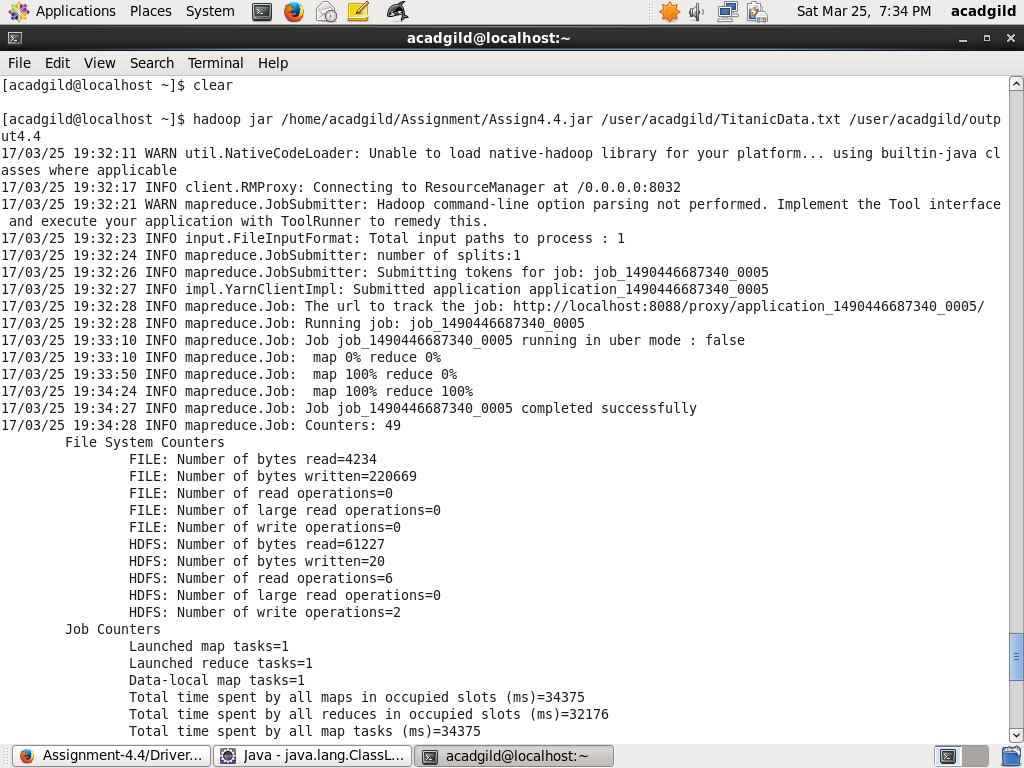 Applications Places System Sat Mar 25, 7:34 PM acadgild
acadgild@localhost:~
File Edit View Search Terminal Help
[acadgild@localhost ~]$ clear
[acadgild@localhost ~]$ hadoop jar /home/acadgild/Assignment/Assign4.4.jar /user/acadgild/TitanicData.txt /user/acadgild/outp
ut4.4
17/03/25 19:32:11 WARN util.NativeCodeLoader: Unable to load native-hadoop library for your platform... using builtin-java cl
asses where applicable
17/03/25 19:32:17 INFO client.RMProxy: Connecting to ResourceManager at /0.0.0.0:8032
17/03/25 19:32:21 WARN mapreduce.JobSubmitter: Hadoop command-line option parsing not performed. Implement the Tool interface
 and execute your application with ToolRunner to remedy this.
17/03/25 19:32:23 INFO input.FileInputFormat: Total input paths to process : 1
17/03/25 19:32:24 INFO mapreduce.JobSubmitter: number of splits:1
17/03/25 19:32:26 INFO mapreduce.JobSubmitter: Submitting tokens for job: job_1490446687340_0005
17/03/25 19:32:27 INFO impl.YarnClientImpl: Submitted application application_1490446687340_0005
17/03/25 19:32:28 INFO mapreduce.Job: The url to track the job: http://localhost:8088/proxy/application_1490446687340_0005/
17/03/25 19:32:28 INFO mapreduce.Job: Running job: job_1490446687340_0005
17/03/25 19:33:10 INFO mapreduce.Job: Job job_1490446687340_0005 running in uber mode : false
17/03/25 19:33:10 INFO mapreduce.Job:  map 0% reduce 0%
17/03/25 19:33:50 INFO mapreduce.Job:  map 100% reduce 0%
17/03/25 19:34:24 INFO mapreduce.Job:  map 100% reduce 100%
17/03/25 19:34:27 INFO mapreduce.Job: Job job_1490446687340_0005 completed successfully
17/03/25 19:34:28 INFO mapreduce.Job: Counters: 49
File System Counters
FILE: Number of bytes read=4234
FILE: Number of bytes written=220669
FILE: Number of read operations=0
FILE: Number of large read operations=0
FILE: Number of write operations=0
HDFS: Number of bytes read=61227
HDFS: Number of bytes written=20
HDFS: Number of read operations=6
HDFS: Number of large read operations=0
HDFS: Number of write operations=2
Job Counters
Launched map tasks=1
Launched reduce tasks=1
Data-local map tasks=1
Total time spent by all maps in occupied slots (ms)=34375
Total time spent by all reduces in occupied slots (ms)=32176
Total time spent by all map tasks (ms)=34375
Assignment-4.4/Driver... Java - java.lang.ClassL... acadgild@localhost:~